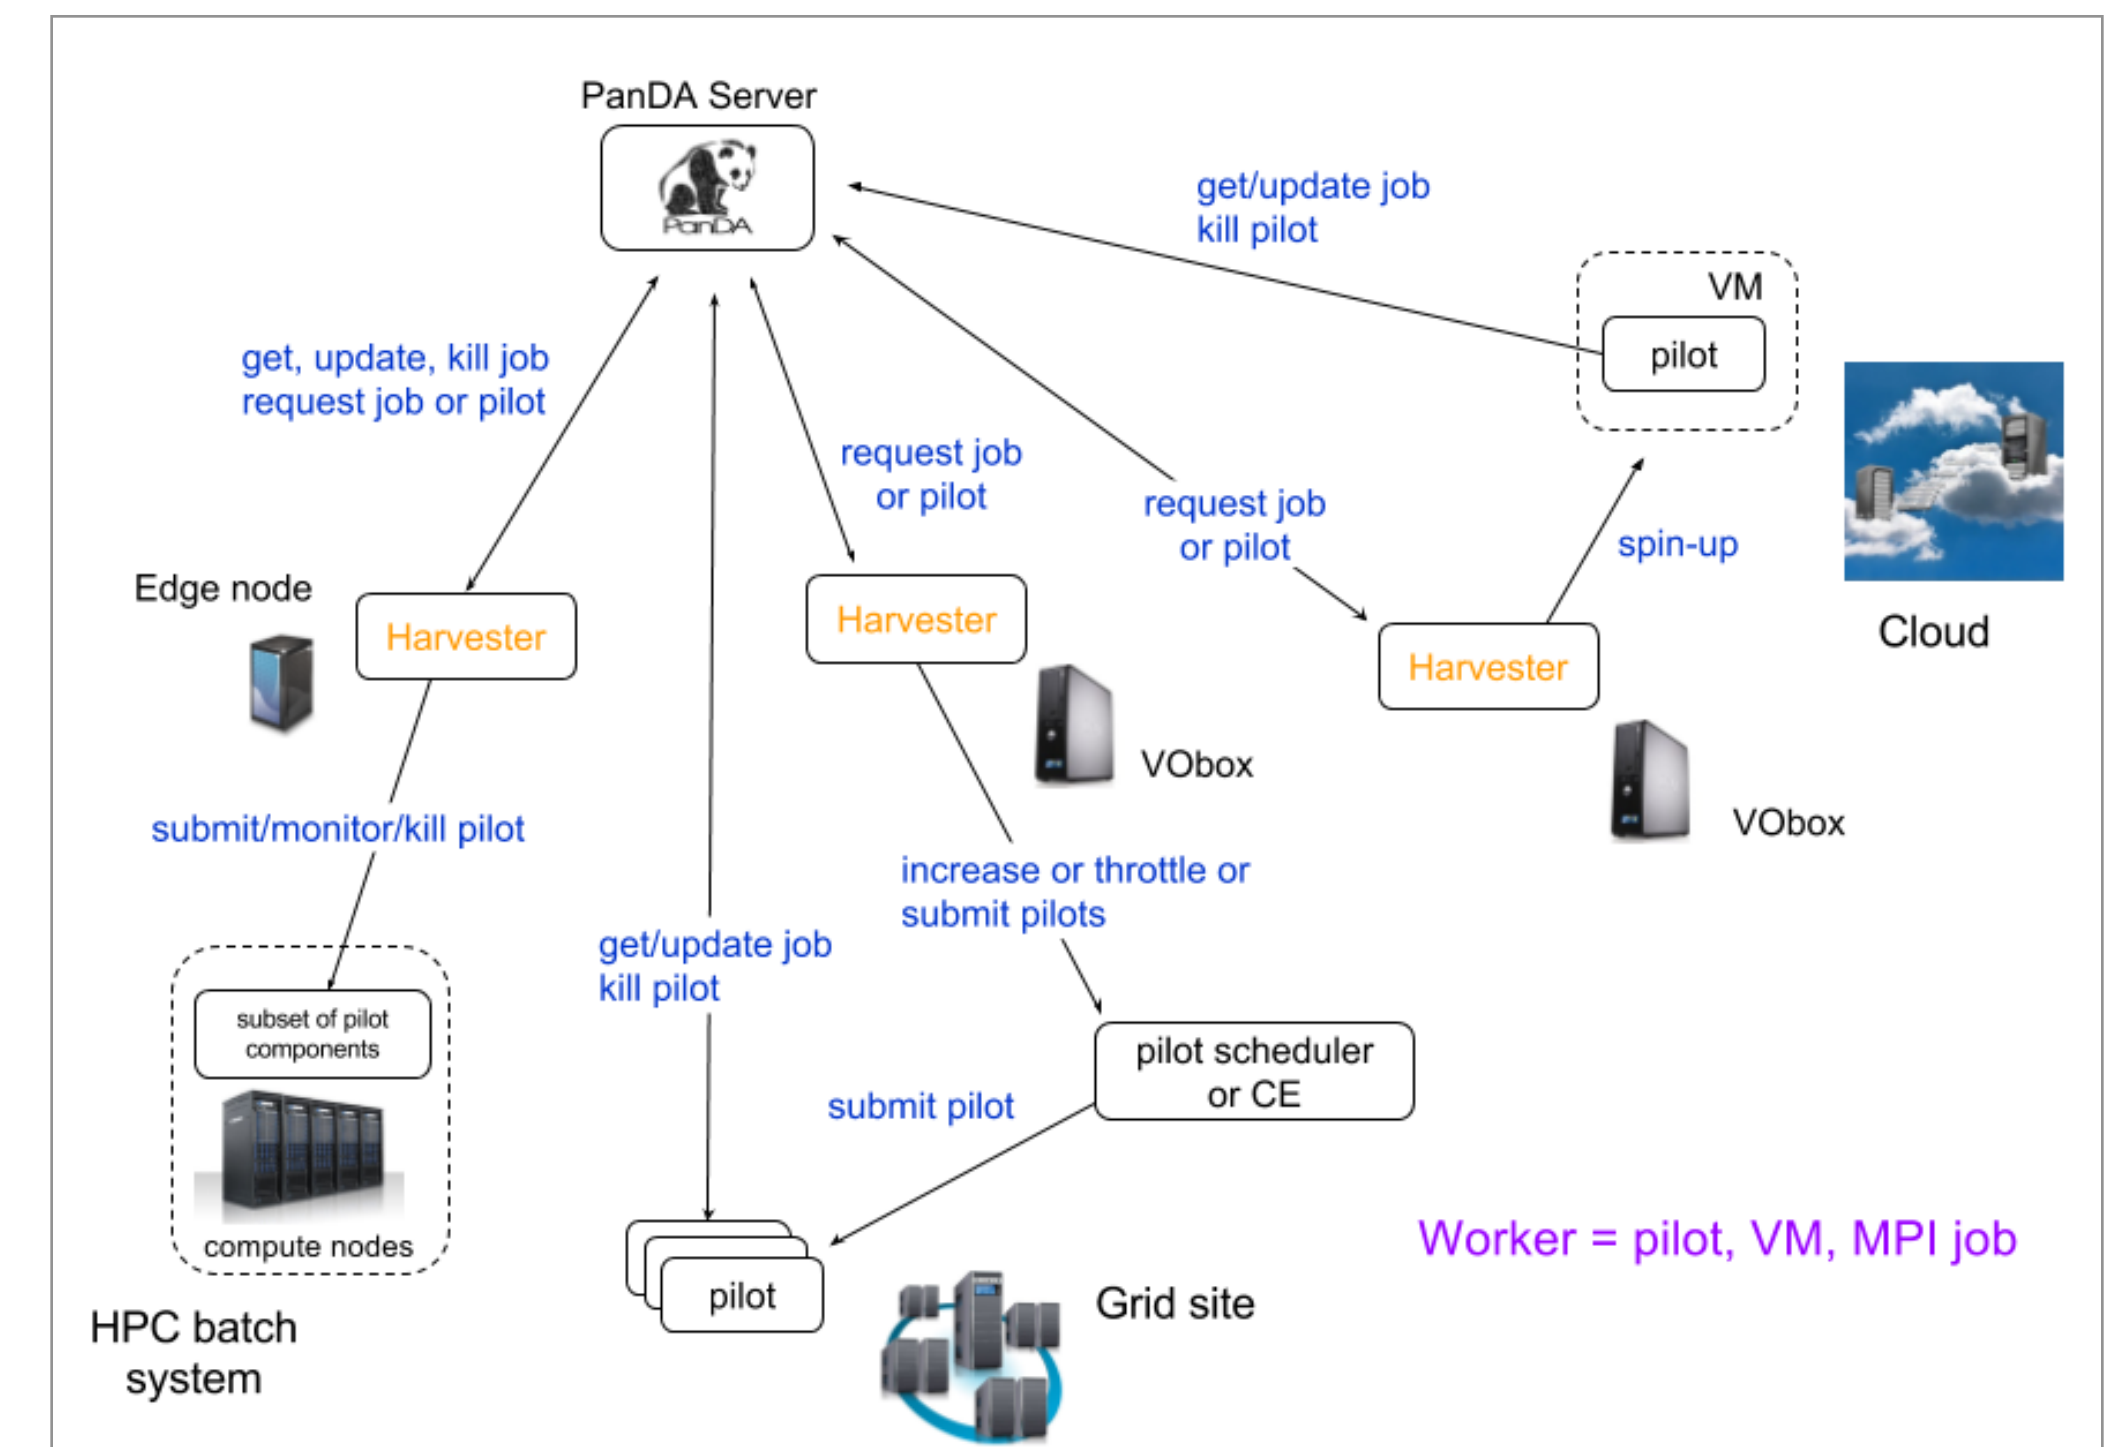 PanDA Server
PanDA
get/update job
kill pilot
VM
pilot
get, update, kill job
request job or pilot
request job
or pilot
request job
or pilot
spin-up
Cloud
Edge node
Harvester
Harvester
Harvester
VObox
VObox
submit/monitor/kill pilot
increase or throttle or
submit pilots
get/update job
kill pilot
subset of pilot
components
compute nodes
pilot scheduler
or CE
submit pilot
pilot
Grid site
Worker = pilot, VM, MPI job
HPC batch
system